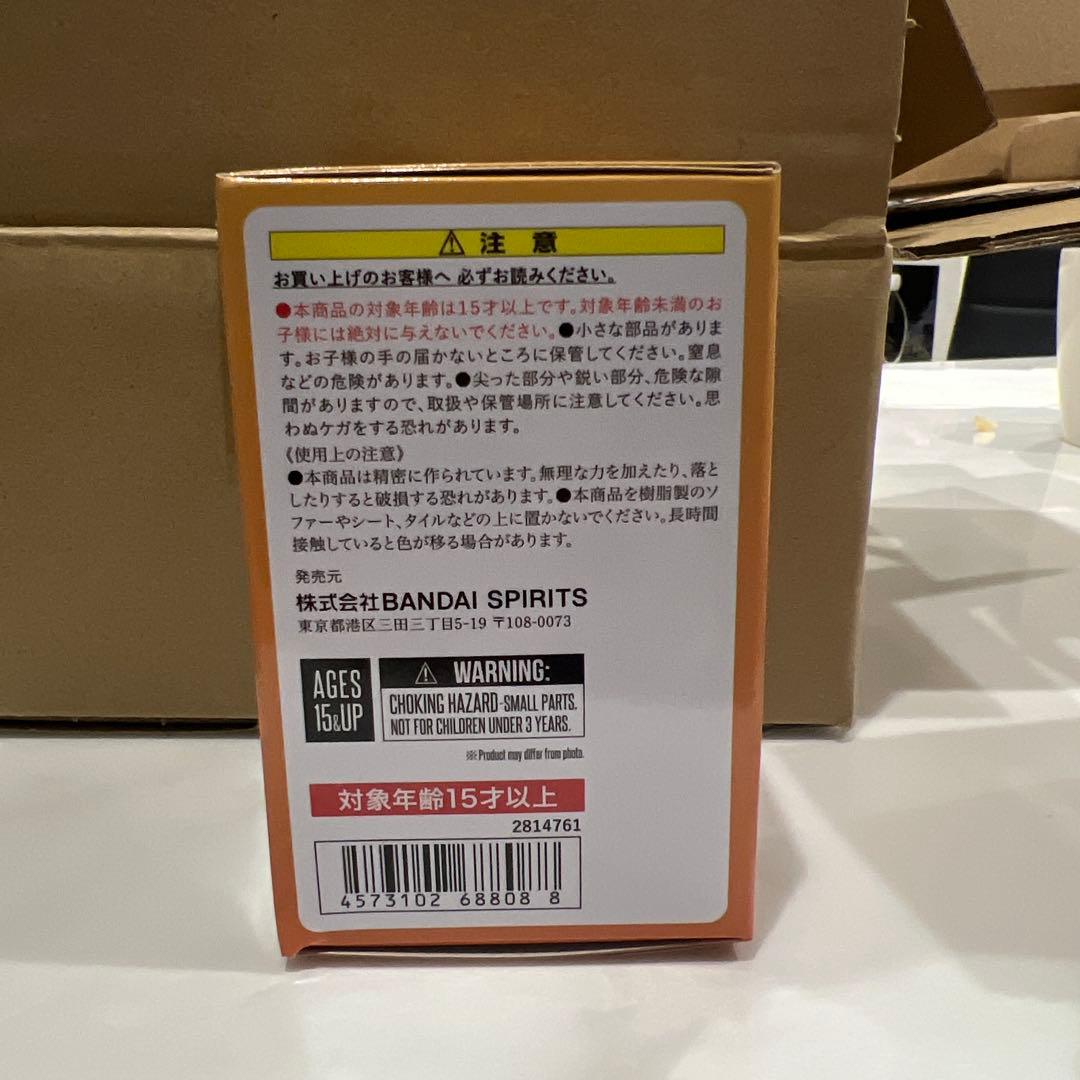 ⚠ 注 意
お買い上げのお客様へ 必ずお読みください。
●本商品の対象年齢は15才以上です。対象年齢未満のお
子様には絶対に与えないでください。●小さな部品がありま
す。お子様の手の届かないところに保管してください。窒息
などの危険があります。●尖った部分や鋭い部分、危険な隙
間がありますので、取扱や保管場所に注意してください。思
わぬケガをする恐れがあります。
《使用上の注意》
●本商品は精密に作られています。無理な力を加えたり、落と
したりすると破損する恐れがあります。●本商品を樹脂製のソ
ファーやシート、タイルなどの上に置かないでください。長時間
接触していると色が移る場合があります。
発売元
株式会社BANDAI SPIRITS
東京都港区三田三丁目5-19 〒108-0073
AGES
15&UP
⚠ WARNING:
CHOKING HAZARD-SMALL PARTS.
NOT FOR CHILDREN UNDER 3 YEARS.
※Product may differ from photo.
対象年齢15才以上
2814761
4573102 68808 8